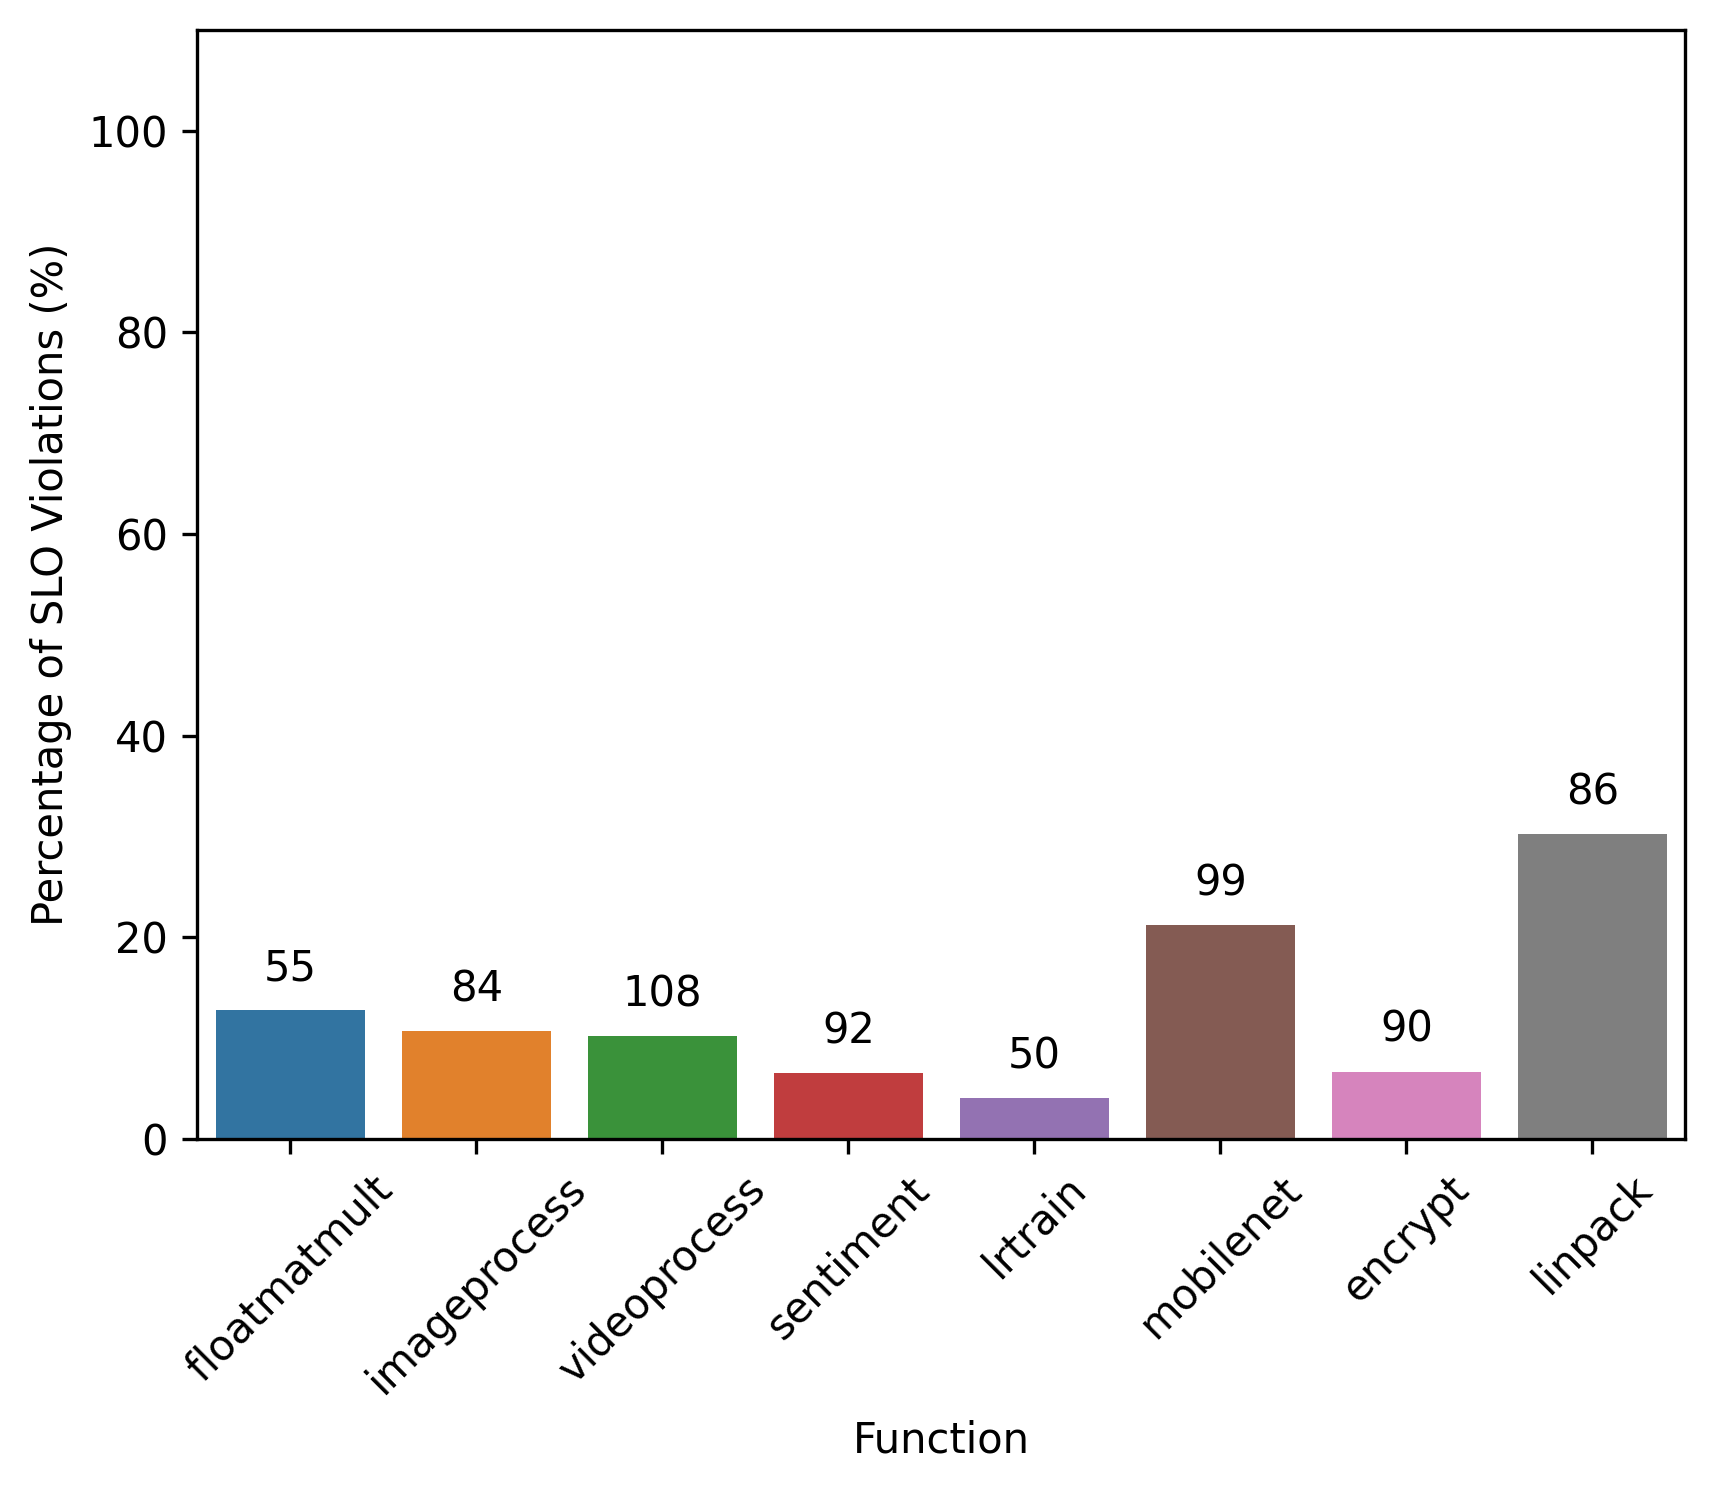 Percentage of SLO Violations (%)
100
80
60
40
20
0
55
84
108
92
50
99
90
86
floatmatmult
imageprocess
videoprocess
sentiment
lrtrain
mobilenet
encrypt
linpack
Function